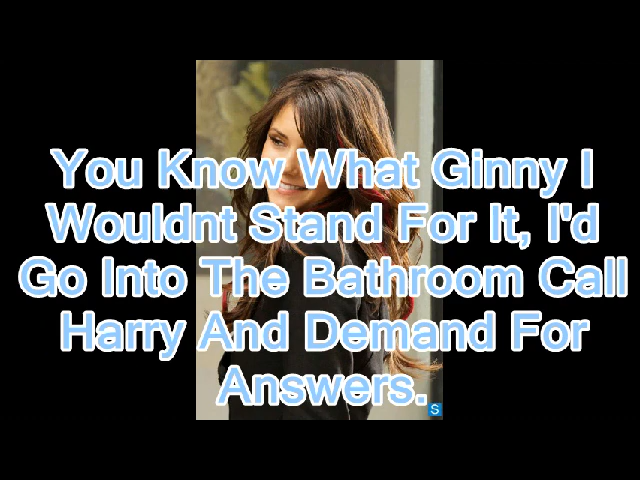 You Know What Ginny I
Wouldnt Stand For It, I'd
Go Into The Bathroom Call
Harry And Demand For
Answers.
S